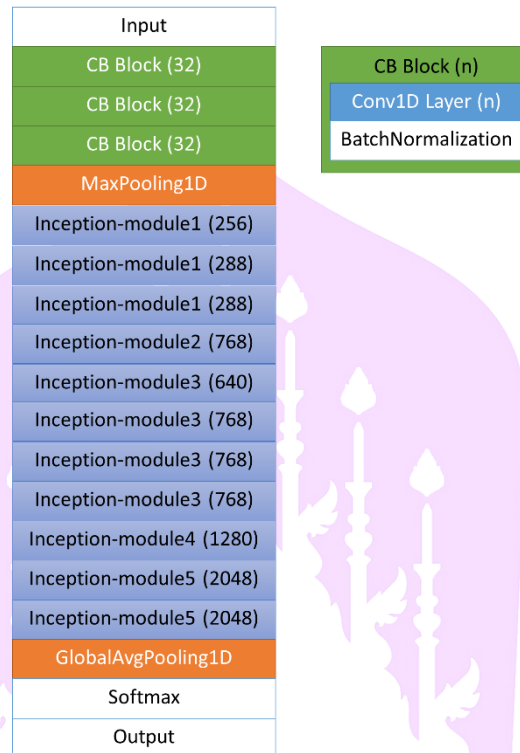 Input
CB Block (32)
CB Block (32)
CB Block (32)
MaxPooling1D
Inception-module1 (256)
Inception-module1 (288)
Inception-module1 (288)
Inception-module2 (768)
Inception-module3 (640)
Inception-module3 (768)
Inception-module3 (768)
Inception-module3 (768)
Inception-module4 (1280)
Inception-module5 (2048)
Inception-module5 (2048)
GlobalAvgPooling1D
Softmax
Output
CB Block (n)
Conv1D Layer (n)
BatchNormalization